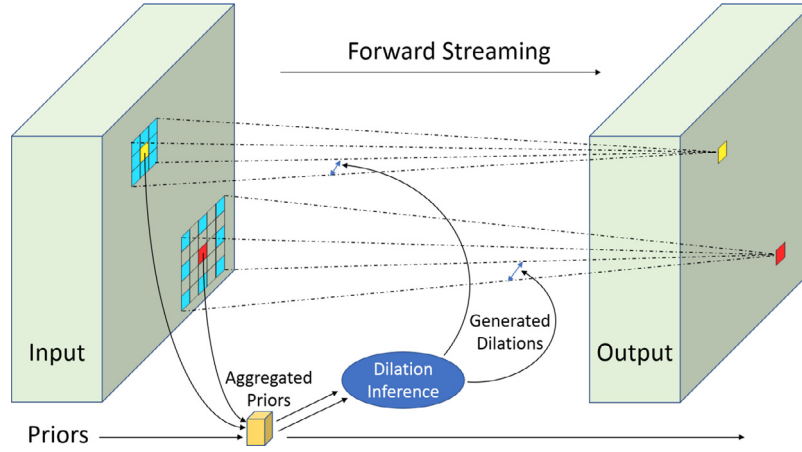 Forward Streaming
Input
Output
Generated
Dilations
Dilation
Inference
Aggregated
Priors
Priors